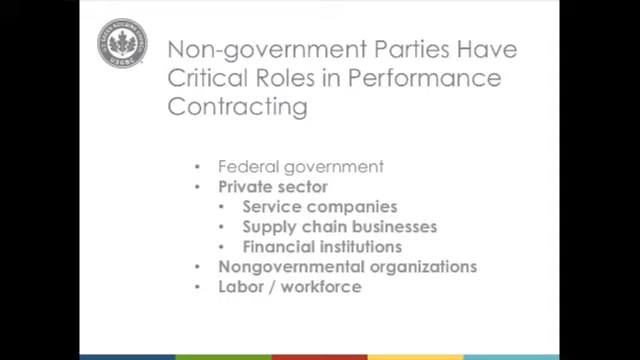 Non-government Parties Have
Critical Roles in Performance
Contracting
• Federal government
• Private sector
• Service companies
• Supply chain businesses
• Financial institutions
• Nongovernmental organizations
• Labor / workforce
USGBC